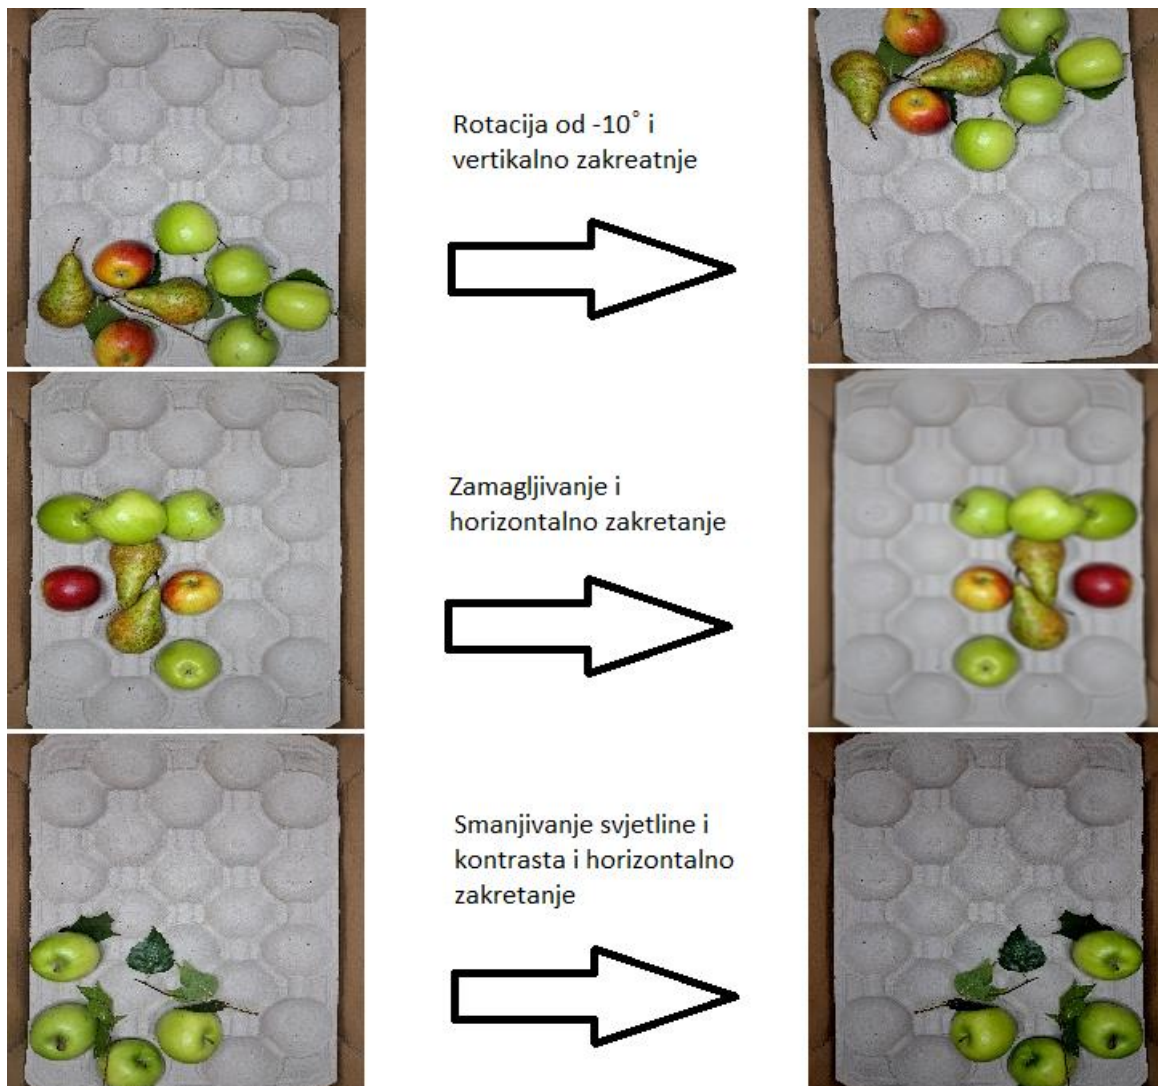 Rotacija od -10˚ i
vertikalno zakreatnje
Zamagljivanje i
horizontalno zakretanje
Smanjivanje svjetline i
kontrasta i horizontalno
zakretanje